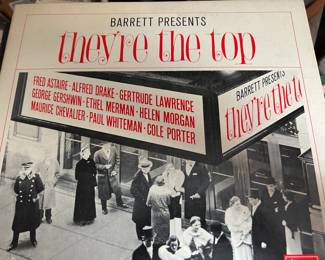 BARRETT PRESENTS
they're the top
FRED ASTAIRE · ALFRED DRAKE · GERTRUDE LAWRENCE
GEORGE GERSHWIN · ETHEL MERMAN · HELEN MORGAN
MAURICE CHEVALIER · PAUL WHITEMAN · COLE PORTER
BARRETT PRESENTS
they're the to